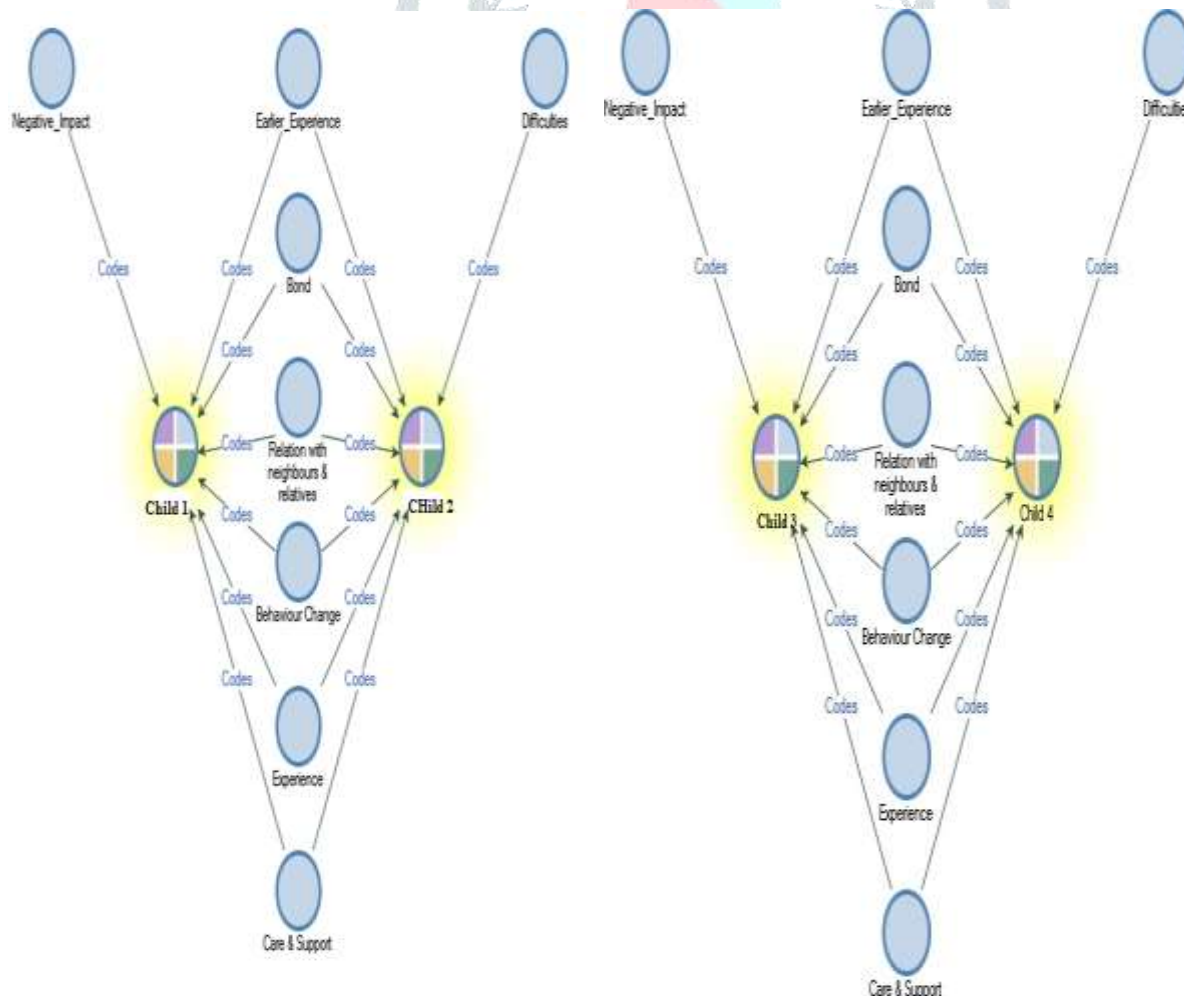 Negative_Impact
Earlier_Experience
Difficulties
Codes
Codes
Codes
Codes
Bond
Codes
Codes
Codes
Codes
Relation with
neighbours &
relatives
Child 1
CHild 2
Codes
Codes
Behaviour Change
Codes
Codes
Experience
Codes
Codes
Care & Support
Negative_Impact
Earlier_Experience
Difficultie
Codes
Codes
Codes
Codes
Bond
Codes
Codes
Codes
Codes
Relation with
neighbours &
relatives
Child 3
Child 4
Codes
Codes
Behaviour Change
Codes
Codes
Experience
Codes
Codes
Care & Support